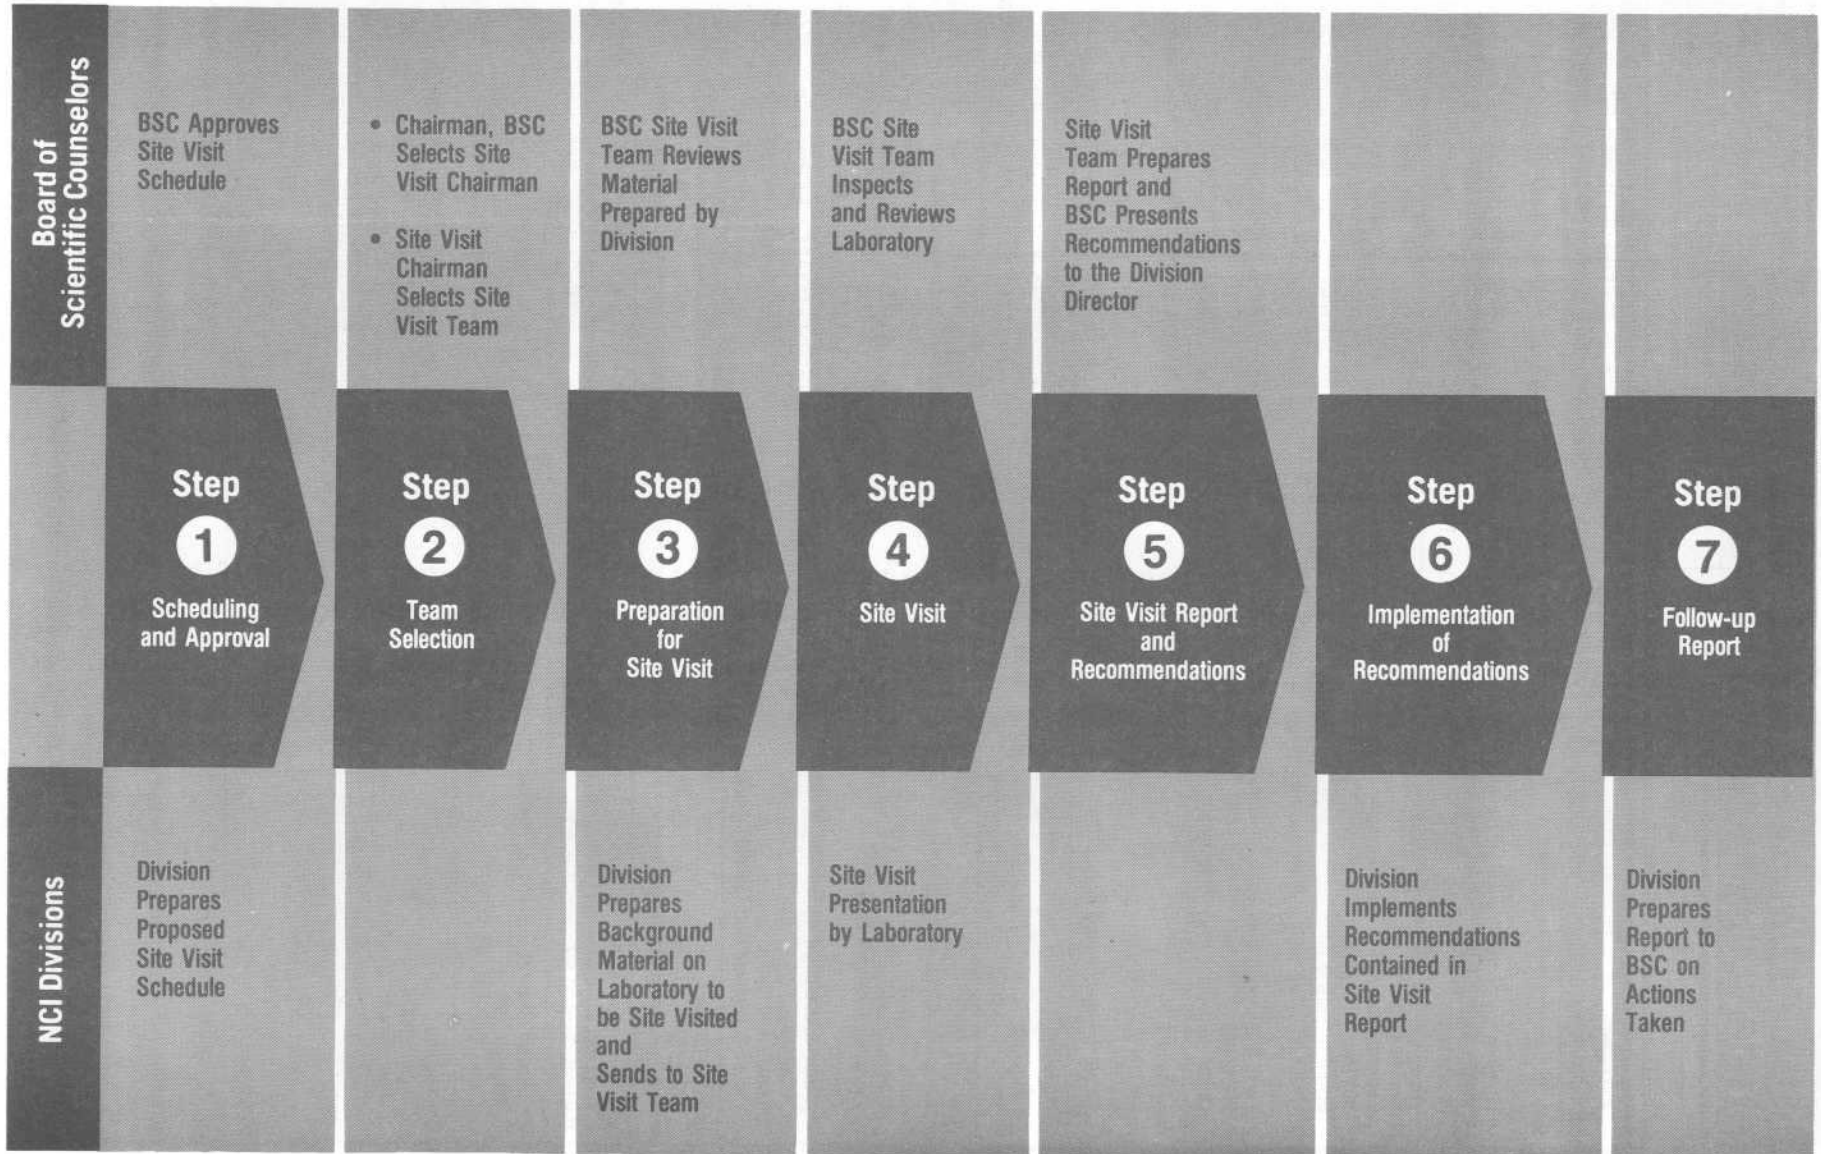 Board of
Scientific Counselors
BSC Approves
Site Visit
Schedule
• Chairman, BSC
Selects Site
Visit Chairman
• Site Visit
Chairman
Selects Site
Visit Team
BSC Site Visit
Team Reviews
Material
Prepared by
Division
BSC Site
Visit Team
Inspects
and Reviews
Laboratory
Site Visit
Team Prepares
Report and
BSC Presents
Recommendations
to the Division
Director
Step
1
Scheduling
and Approval
Step
2
Team
Selection
Step
3
Preparation
for
Site Visit
Step
4
Site Visit
Step
5
Site Visit Report
and
Recommendations
Step
6
Implementation
of
Recommendations
Step
7
Follow-up
Report
NCI Divisions
Division
Prepares
Proposed
Site Visit
Schedule
Division
Prepares
Background
Material on
Laboratory to
be Site Visited
and
Sends to Site
Visit Team
Site Visit
Presentation
by Laboratory
Division
Implements
Recommendations
Contained in
Site Visit
Report
Division
Prepares
Report to
BSC on
Actions
Taken